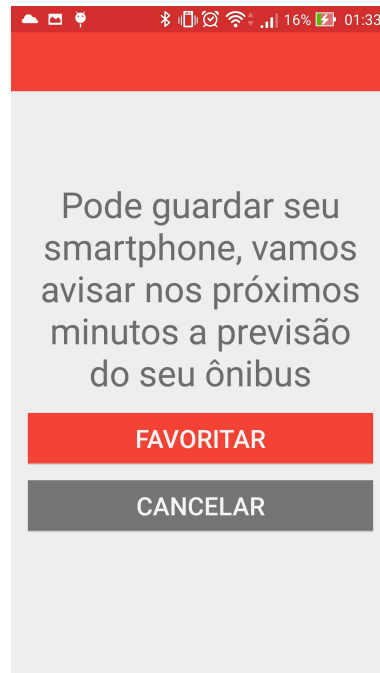 16% 01:33
Pode guardar seu
smartphone, vamos
avisar nos próximos
minutos a previsão
do seu ônibus
FAVORITAR
CANCELAR